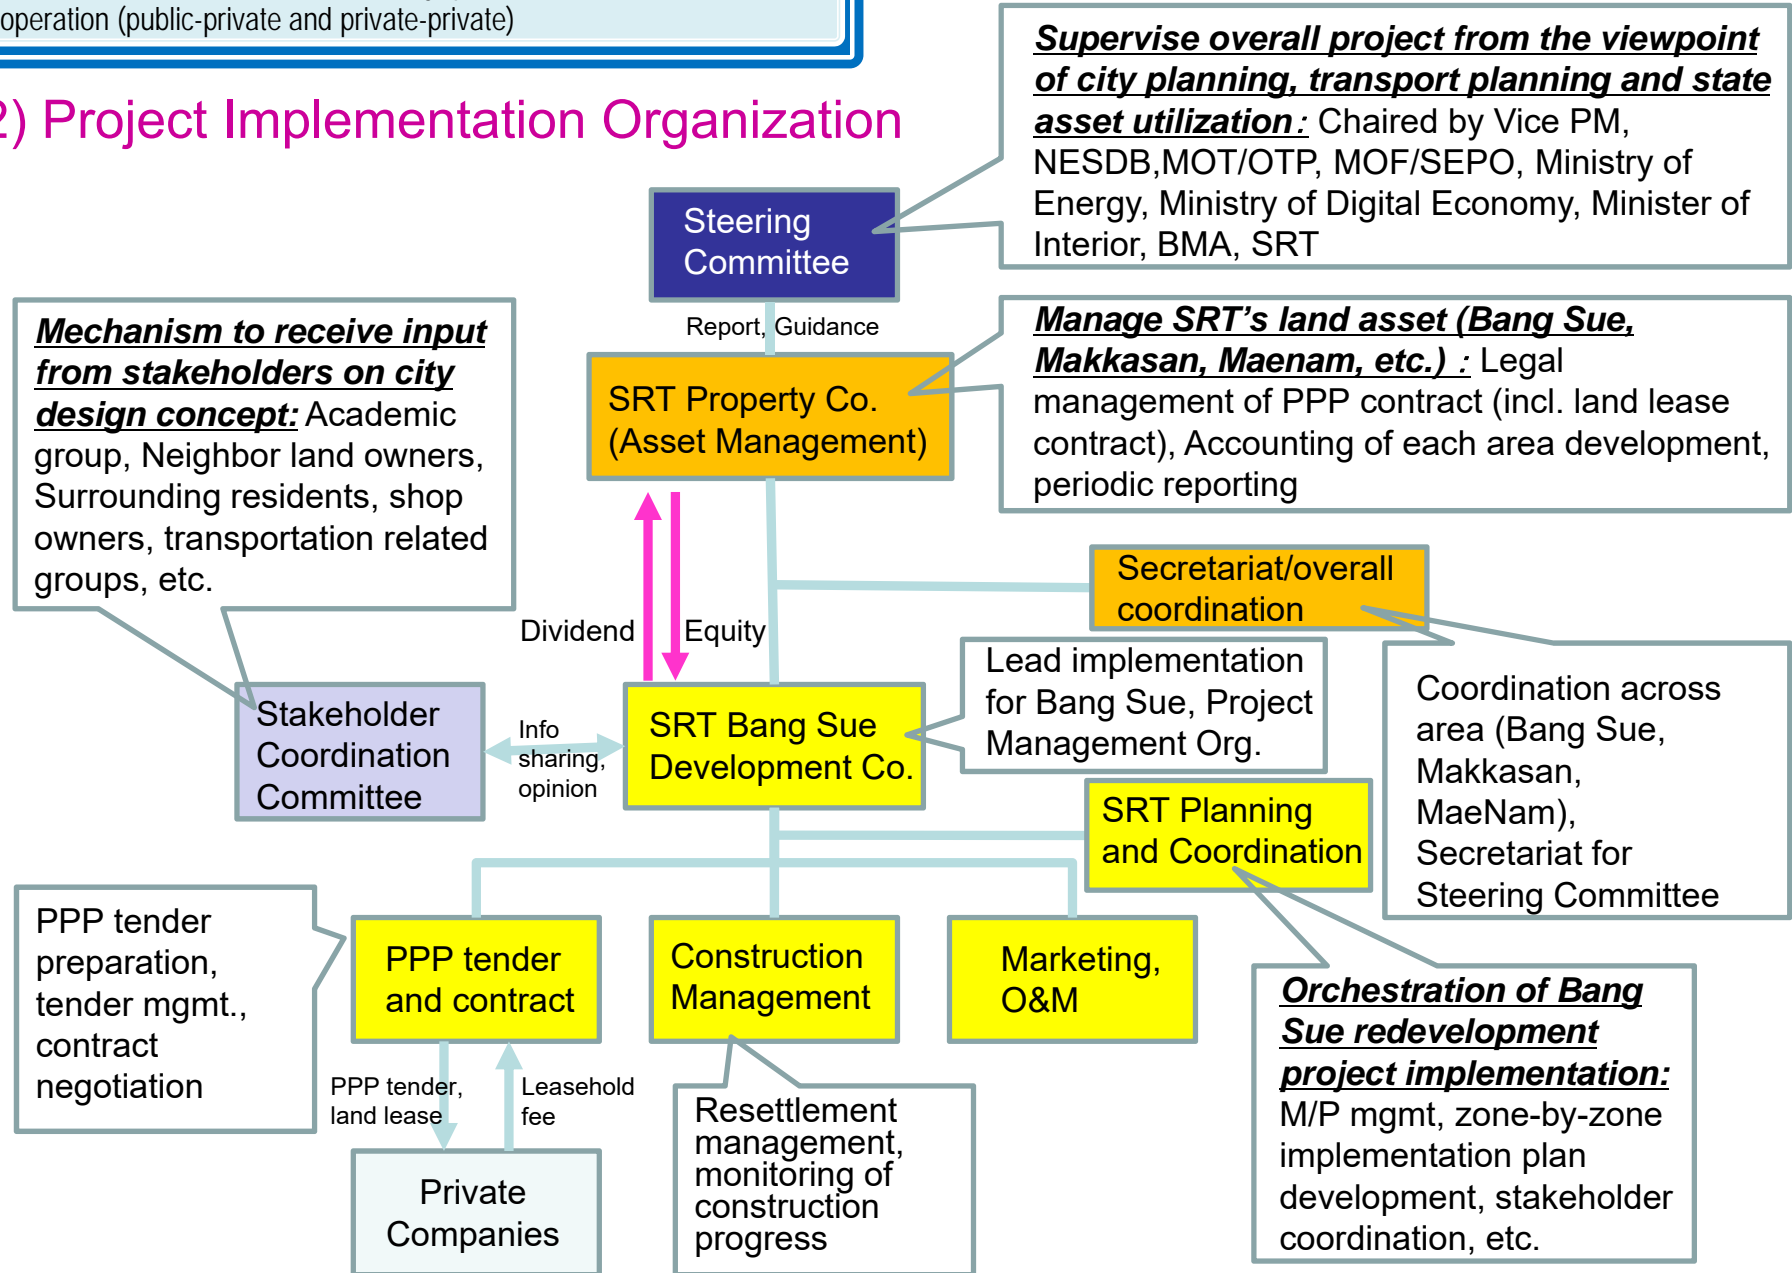 operation (public-private and private-private)
2) Project Implementation Organization
Supervise overall project from the viewpoint
of city planning, transport planning and state
asset utilization: Chaired by Vice PM,
NESDB,MOT/OTP, MOF/SEPO, Ministry of
Energy, Ministry of Digital Economy, Minister of
Interior, BMA, SRT
Steering
Committee
Report, Guidance
Manage SRT’s land asset (Bang Sue,
Makkasan, Maenam, etc.) : Legal
management of PPP contract (incl. land lease
contract), Accounting of each area development,
periodic reporting
Mechanism to receive input
from stakeholders on city
design concept: Academic
group, Neighbor land owners,
Surrounding residents, shop
owners, transportation related
groups, etc.
SRT Property Co.
(Asset Management)
Secretariat/overall
coordination
Dividend
Equity
Lead implementation
for Bang Sue, Project
Management Org.
Coordination across
area (Bang Sue,
Makkasan,
MaeNam),
Secretariat for
Steering Committee
Stakeholder
Coordination
Committee
Info
sharing,
opinion
SRT Bang Sue
Development Co.
SRT Planning
and Coordination
PPP tender
preparation,
tender mgmt.,
contract
negotiation
PPP tender
and contract
Construction
Management
Marketing,
O&M
Orchestration of Bang
Sue redevelopment
project implementation:
M/P mgmt, zone-by-zone
implementation plan
development, stakeholder
coordination, etc.
PPP tender,
land lease
Leasehold
fee
Resettlement
management,
monitoring of
construction
progress
Private
Companies